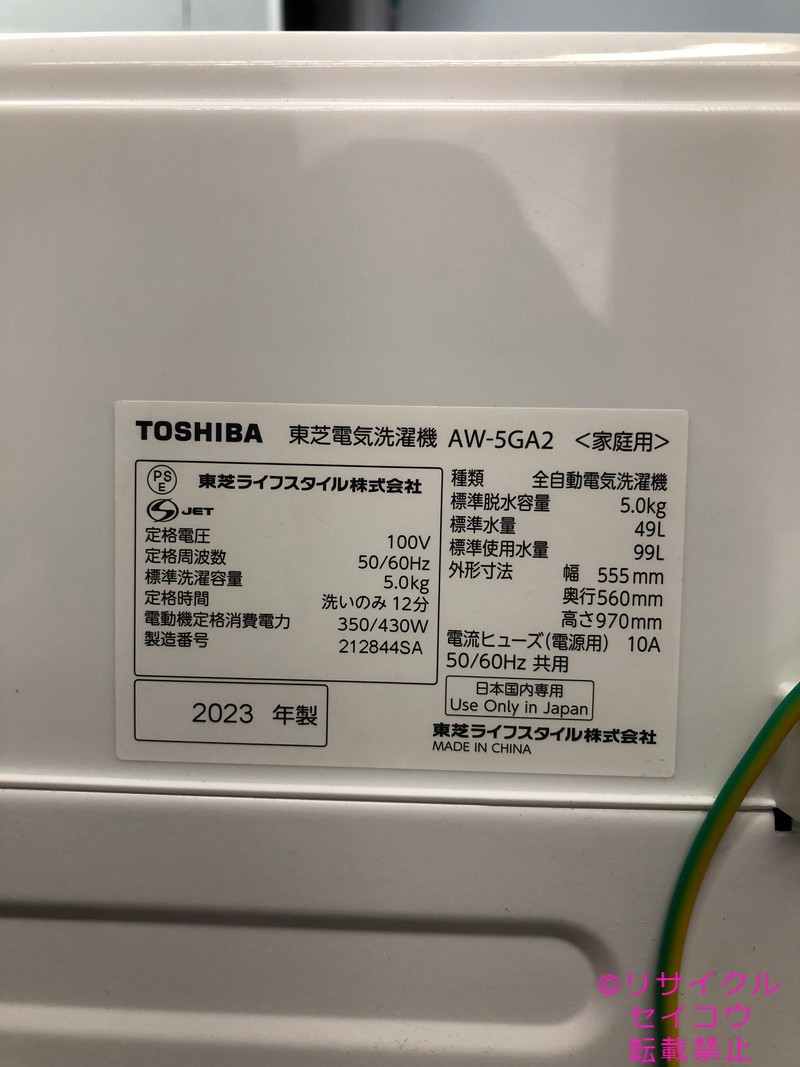 TOSHIBA 東芝電気洗濯機 AW-5GA2 <家庭用>
PSE 東芝ライフスタイル株式会社
S JET
定格電圧 100V
定格周波数 50/60Hz
標準洗濯容量 5.0kg
定格時間 洗いのみ 12分
電動機定格消費電力 350/430W
製造番号 212844SA
2023 年製
種類 全自動電気洗濯機
標準脱水容量 5.0kg
標準水量 49L
標準使用水量 99L
外形寸法 幅 555mm
奥行560mm
高さ970mm
電流ヒューズ(電源用) 10A
50/60Hz 共用
日本国内専用
Use Only in Japan
東芝ライフスタイル株式会社
MADE IN CHINA
©リサイクル
セイコウ
転載禁止